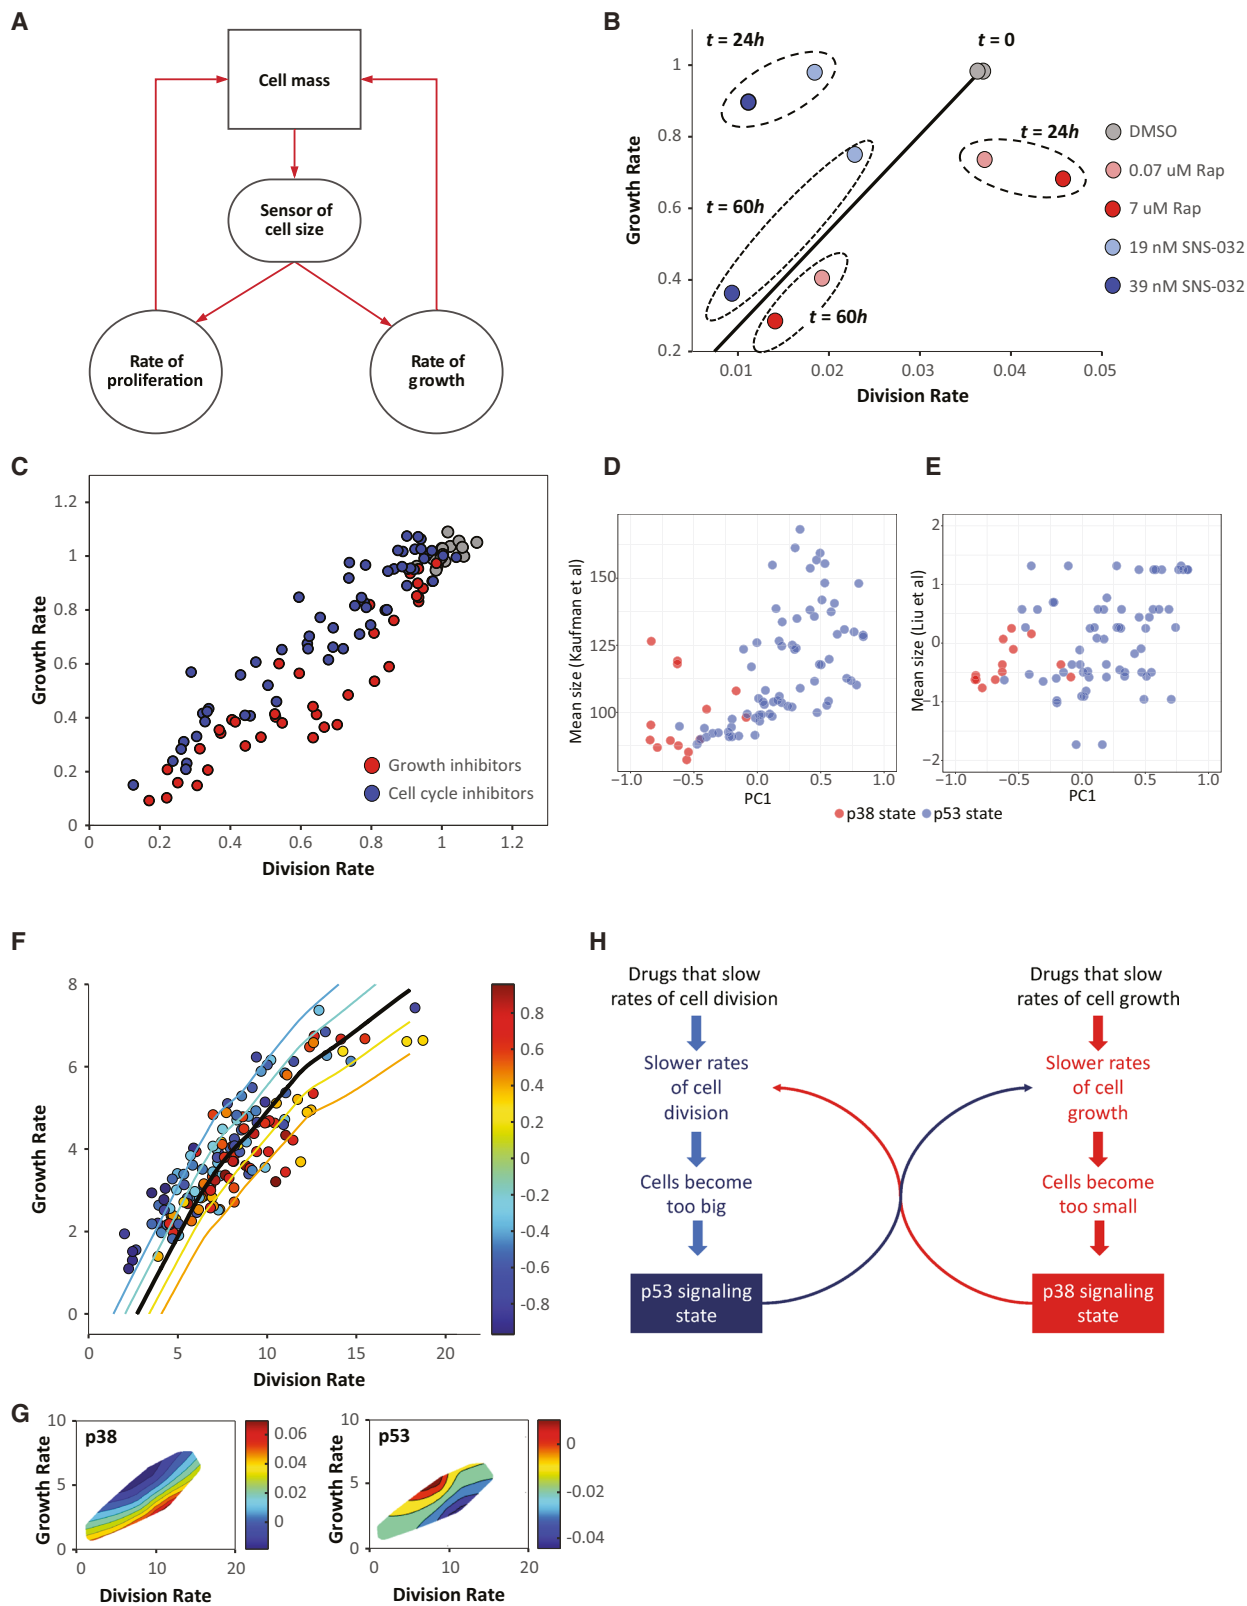 A
Cell mass
Sensor of
cell size
Rate of
proliferation
Rate of
growth
B
t = 24h
t = 0
t = 24h
t = 60h
t = 60h
1
0.8
0.6
0.4
0.2
0.01
0.02
0.03
0.04
0.05
Growth Rate
Division Rate
DMSO
0.07 uM Rap
7 uM Rap
19 nM SNS-032
39 nM SNS-032
C
1.2
1
0.8
0.6
0.4
0.2
0
0
0.2
0.4
0.6
0.8
1
1.2
Growth Rate
Division Rate
Growth inhibitors
Cell cycle inhibitors
D
Mean size (Kaufman et al)
150
125
100
−1.0
−0.5
0.0
0.5
1.0
PC1
E
Mean size (Liu et al)
2
1
0
−1
−2
−1.0
−0.5
0.0
0.5
1.0
PC1
p38 state
p53 state
F
8
6
4
2
0
0
5
10
15
20
Growth Rate
Division Rate
0.8
0.6
0.4
0.2
0
-0.2
-0.4
-0.6
-0.8
G
p38
10
5
0
0
10
20
Growth Rate
Division Rate
0.06
0.04
0.02
0
p53
10
5
0
0
10
20
Growth Rate
Division Rate
0
-0.02
-0.04
H
Drugs that slow
rates of cell division
Slower rates
of cell
division
Cells become
too big
p53 signaling
state
Drugs that slow
rates of cell growth
Slower rates
of cell
growth
Cells become
too small
p38 signaling
state